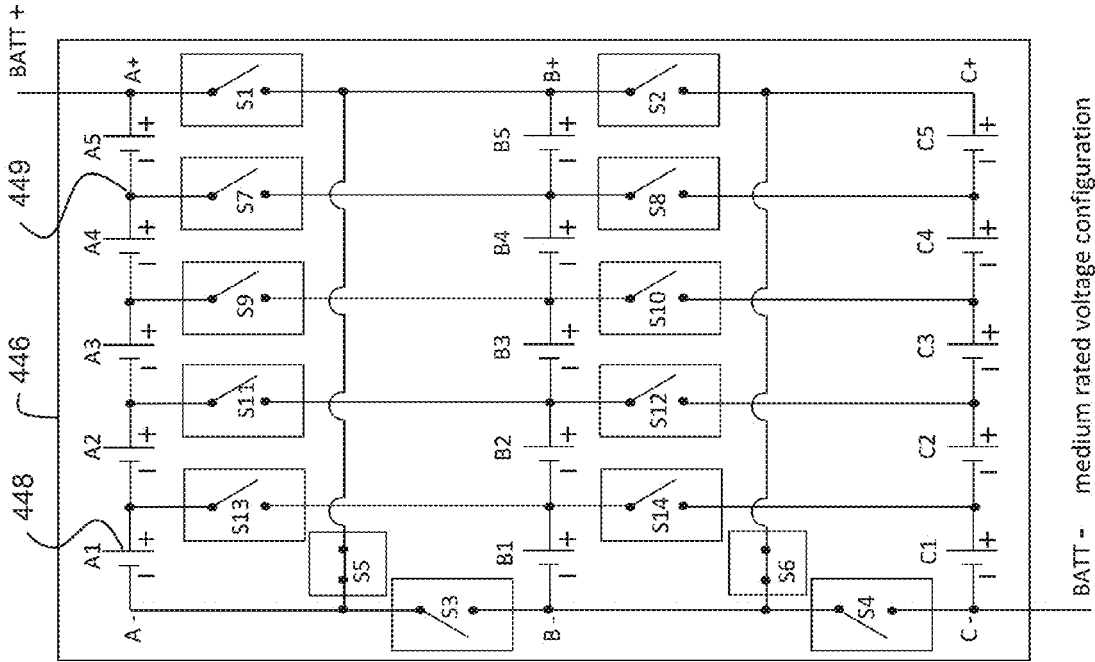 BATT +
449
446
448
A -
A1
A2
A3
A4
A5
A+
- + - + - + - + - +
S13
S11
S9
S7
S1
S5
S3
B -
B1
B2
B3
B4
B5
B+
- + - + - + - + - +
S14
S12
S10
S8
S2
S6
S4
C -
C1
C2
C3
C4
C5
C+
- + - + - + - + - +
BATT -
medium rated voltage configuration